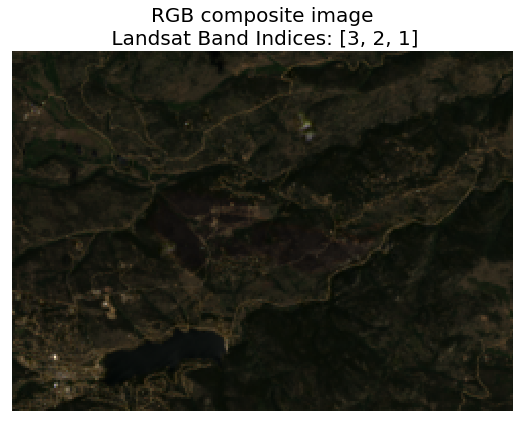 RGB composite image
Landsat Band Indices: [3, 2, 1]